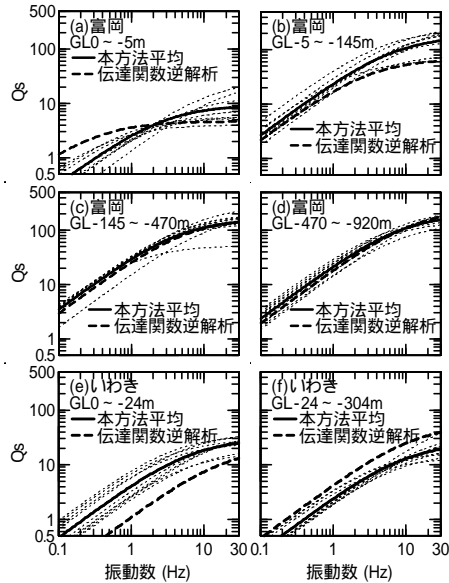 500
100
10
1
0.5
Qs
(a)富岡
GL0 ~ -5m
本方法平均
伝達関数逆解析
(b)富岡
GL-5 ~ -145m
本方法平均
伝達関数逆解析
500
100
10
1
0.5
Qs
(c)富岡
GL-145 ~ -470m
本方法平均
伝達関数逆解析
(d)富岡
GL-470 ~ -920m
本方法平均
伝達関数逆解析
500
100
10
1
0.5
Qs
(e)いわき
GL0 ~ -24m
本方法平均
伝達関数逆解析
(f)いわき
GL-24 ~ -304m
本方法平均
伝達関数逆解析
0.1 1 10 30
0.1 1 10 30
振動数 (Hz)
振動数 (Hz)